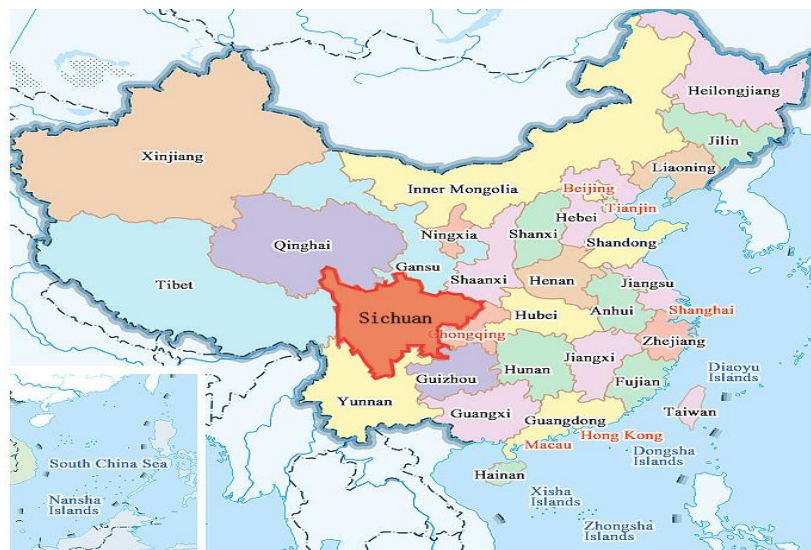 Heilongjiang
Jilin
Xinjiang
Liaoning
Inner Mongolia
Beijing
Tianjin
Hebei
Ningxia
Shanxi
Shandong
Qinghai
Gansu
Shaanxi
Henan
Tibet
Jiangsu
Sichuan
Hubei
Anhui
Shanghai
Chongqing
Zhejiang
Hunan
Jiangxi
Guizhou
Fujian
Diaoyu
Islands
Yunnan
Guangxi
Guangdong
Taiwan
Hong Kong
Macau
Dongsha
Islands
South China Sea
Hainan
Nansha
Islands
Xisha
Islands
Zhongsha
Islands